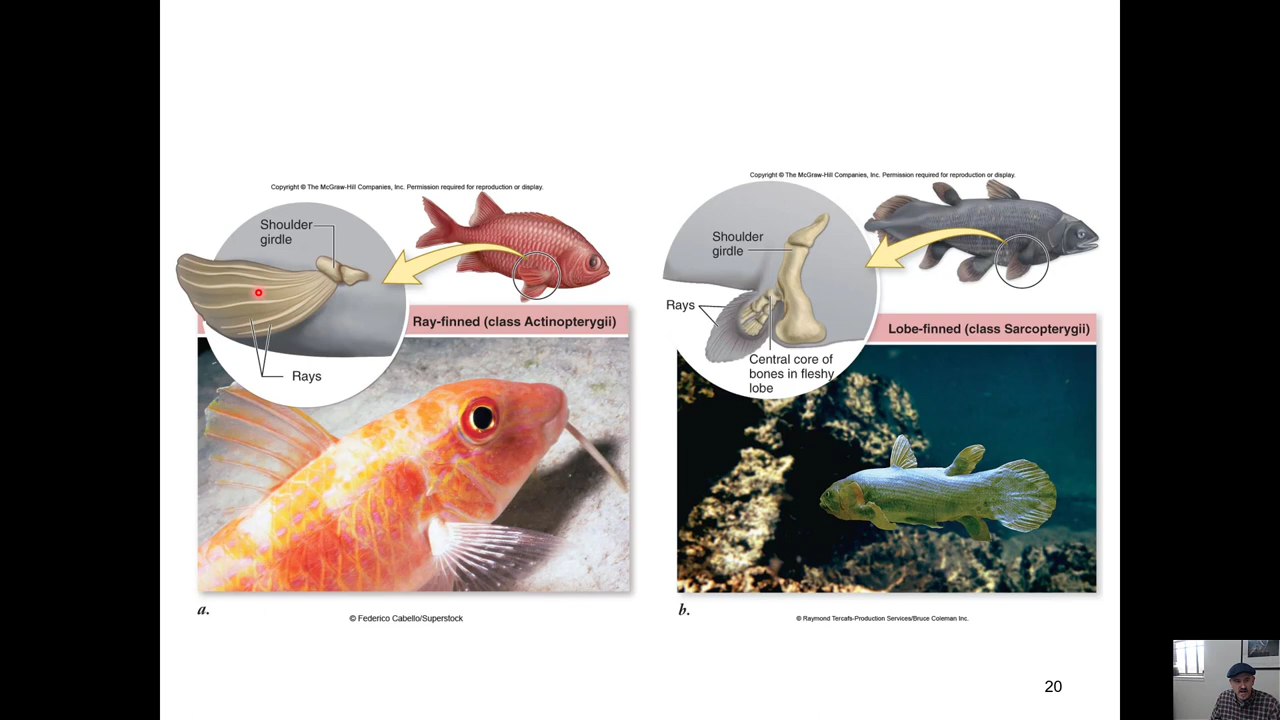 Copyright © The McGraw-Hill Companies, Inc. Permission required for reproduction or display.
Shoulder
girdle
Rays
Ray-finned (class Actinopterygii)
a.
© Federico Cabello/Superstock
Copyright © The McGraw-Hill Companies, Inc. Permission required for reproduction or display.
Shoulder
girdle
Rays
Central core of
bones in fleshy
lobe
Lobe-finned (class Sarcopterygii)
b.
© Raymond Tercafs-Production Services/Bruce Coleman Inc.
20